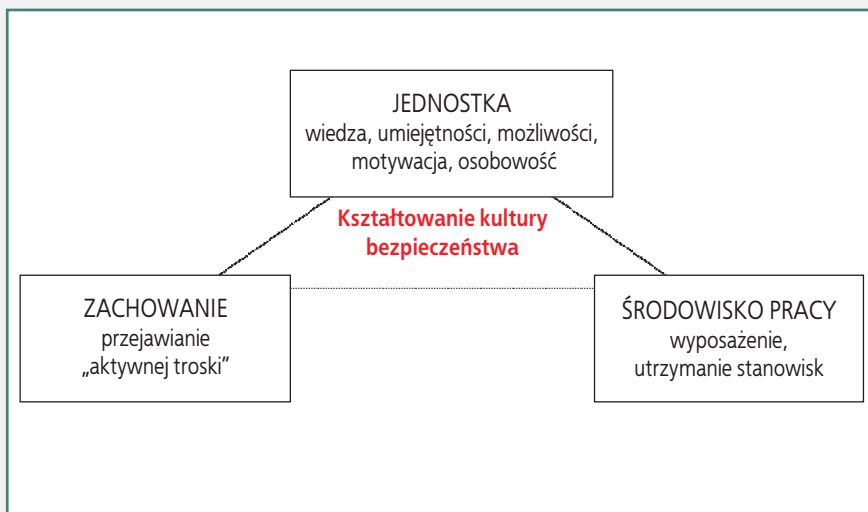 JEDNOSTKA
wiedza, umiejętności, możliwości,
motywacja, osobowość
Kształtowanie kultury
bezpieczeństwa
ZACHOWANIE
przejawianie
„aktywnej troski”
ŚRODOWISKO PRACY
wyposażenie,
utrzymanie stanowisk